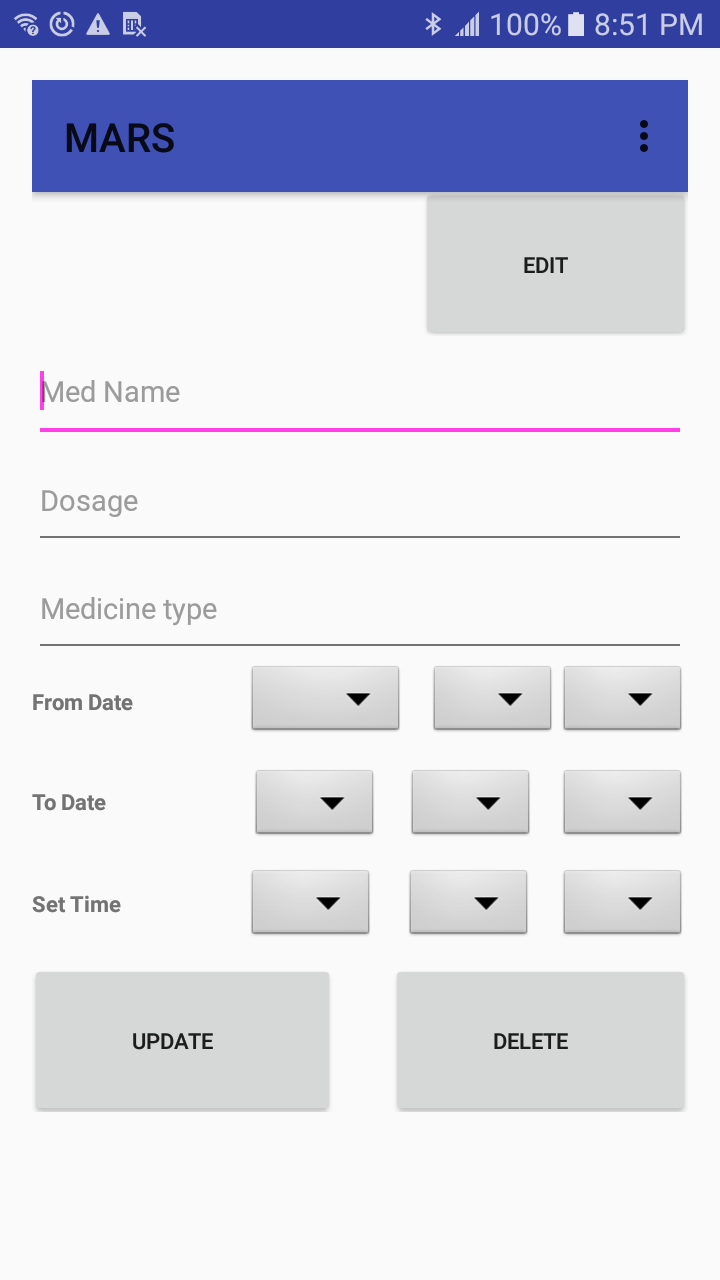 100% 8:51 PM
MARS
EDIT
Med Name
Dosage
Medicine type
From Date
To Date
Set Time
UPDATE DELETE